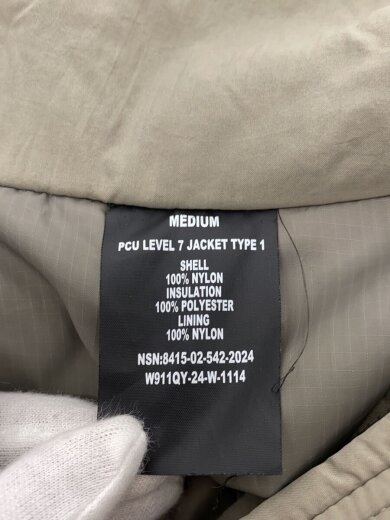 MEDIUM
PCU LEVEL 7 JACKET TYPE 1
SHELL
100% NYLON
INSULATION
100% POLYESTER
LINING
100% NYLON
NSN:8415-02-542-2024
W911QY-24-W-1114